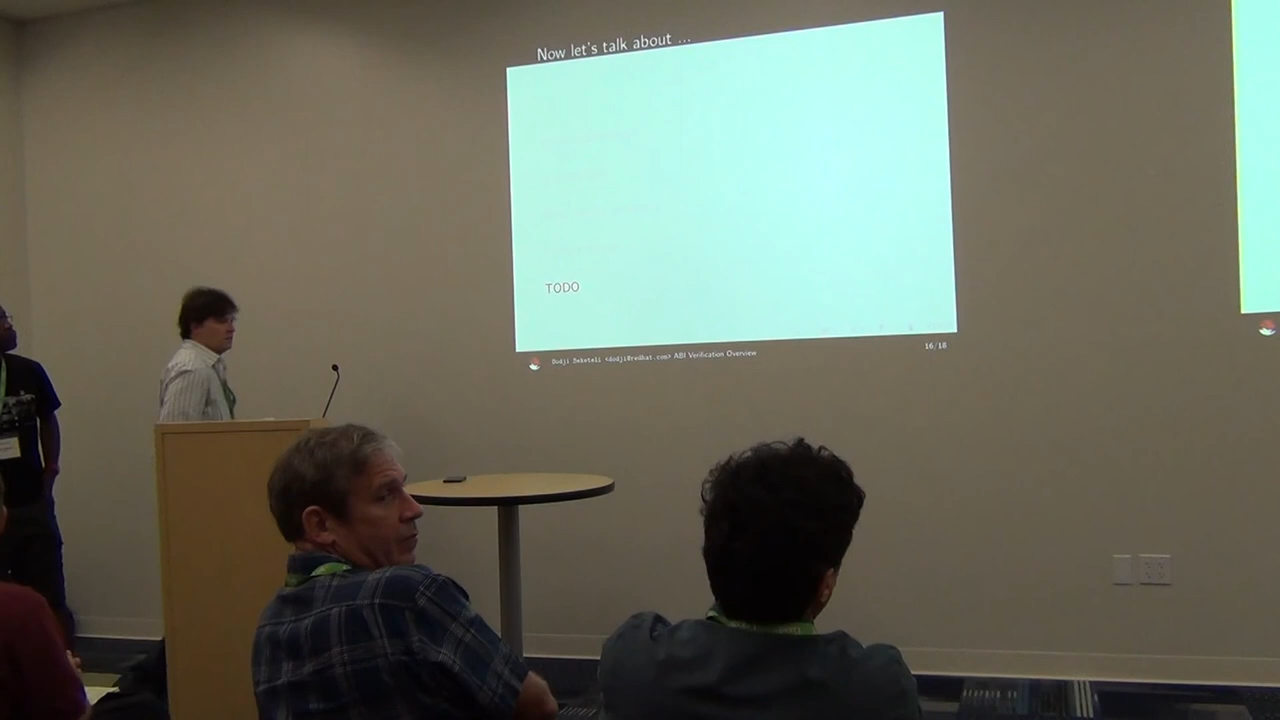 Now let's talk about ...
TODO
Dodji Seketeli <dodji@redhat.com> ABI Verification Overview
16/18